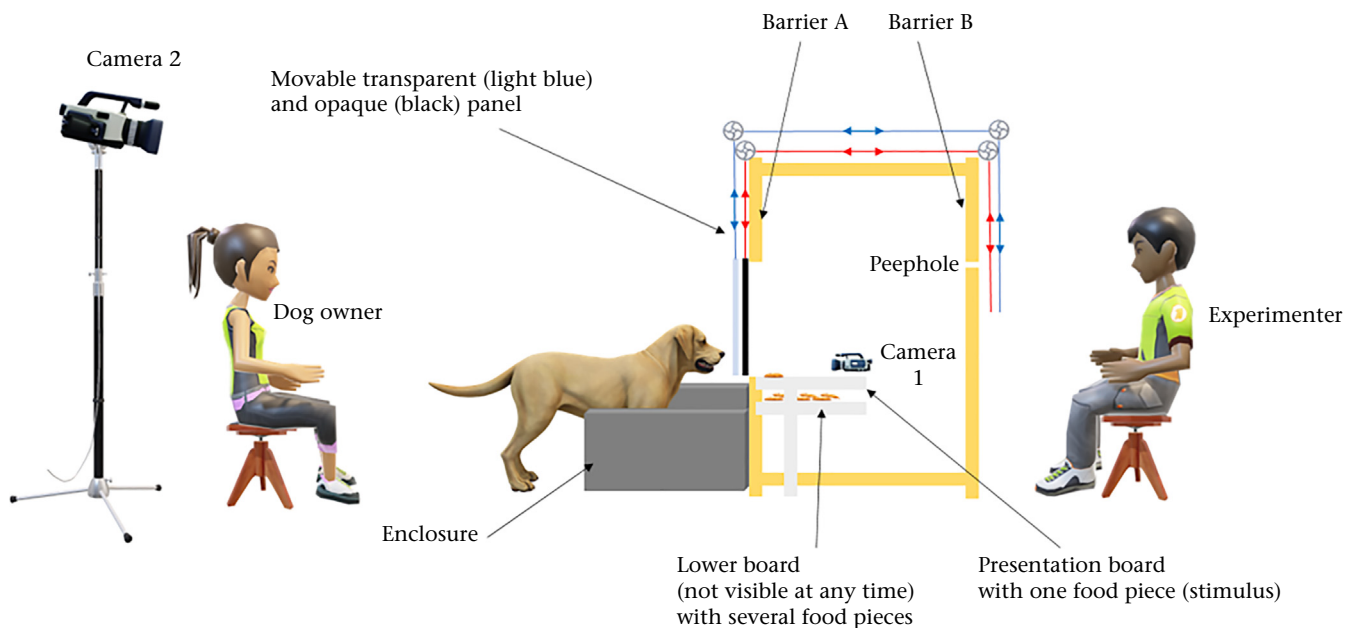 Barrier A
Barrier B
Camera 2
Movable transparent (light blue)
and opaque (black) panel
Peephole
Dog owner
Experimenter
Camera
1
Enclosure
Lower board
(not visible at any time)
with several food pieces
Presentation board
with one food piece (stimulus)